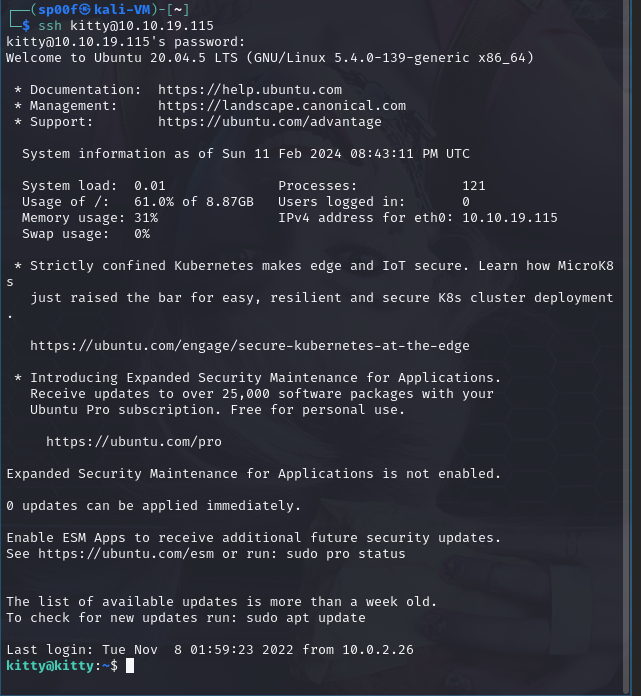 ┌──(sp00f㉿kali-VM)-[~]
└─$ ssh kitty@10.10.19.115
kitty@10.10.19.115's password:
Welcome to Ubuntu 20.04.5 LTS (GNU/Linux 5.4.0-139-generic x86_64)
* Documentation:  https://help.ubuntu.com
* Management:     https://landscape.canonical.com
* Support:        https://ubuntu.com/advantage
System information as of Sun 11 Feb 2024 08:43:11 PM UTC
System load:  0.01              Processes:             121
Usage of /:   61.0% of 8.87GB   Users logged in:       0
Memory usage: 31%               IPv4 address for eth0: 10.10.19.115
Swap usage:   0%
* Strictly confined Kubernetes makes edge and IoT secure. Learn how MicroK8
s
just raised the bar for easy, resilient and secure K8s cluster deployment
.
https://ubuntu.com/engage/secure-kubernetes-at-the-edge
* Introducing Expanded Security Maintenance for Applications.
Receive updates to over 25,000 software packages with your
Ubuntu Pro subscription. Free for personal use.
https://ubuntu.com/pro
Expanded Security Maintenance for Applications is not enabled.
0 updates can be applied immediately.
Enable ESM Apps to receive additional future security updates.
See https://ubuntu.com/esm or run: sudo pro status
The list of available updates is more than a week old.
To check for new updates run: sudo apt update
Last login: Tue Nov  8 01:59:23 2022 from 10.0.2.26
kitty@kitty:~$